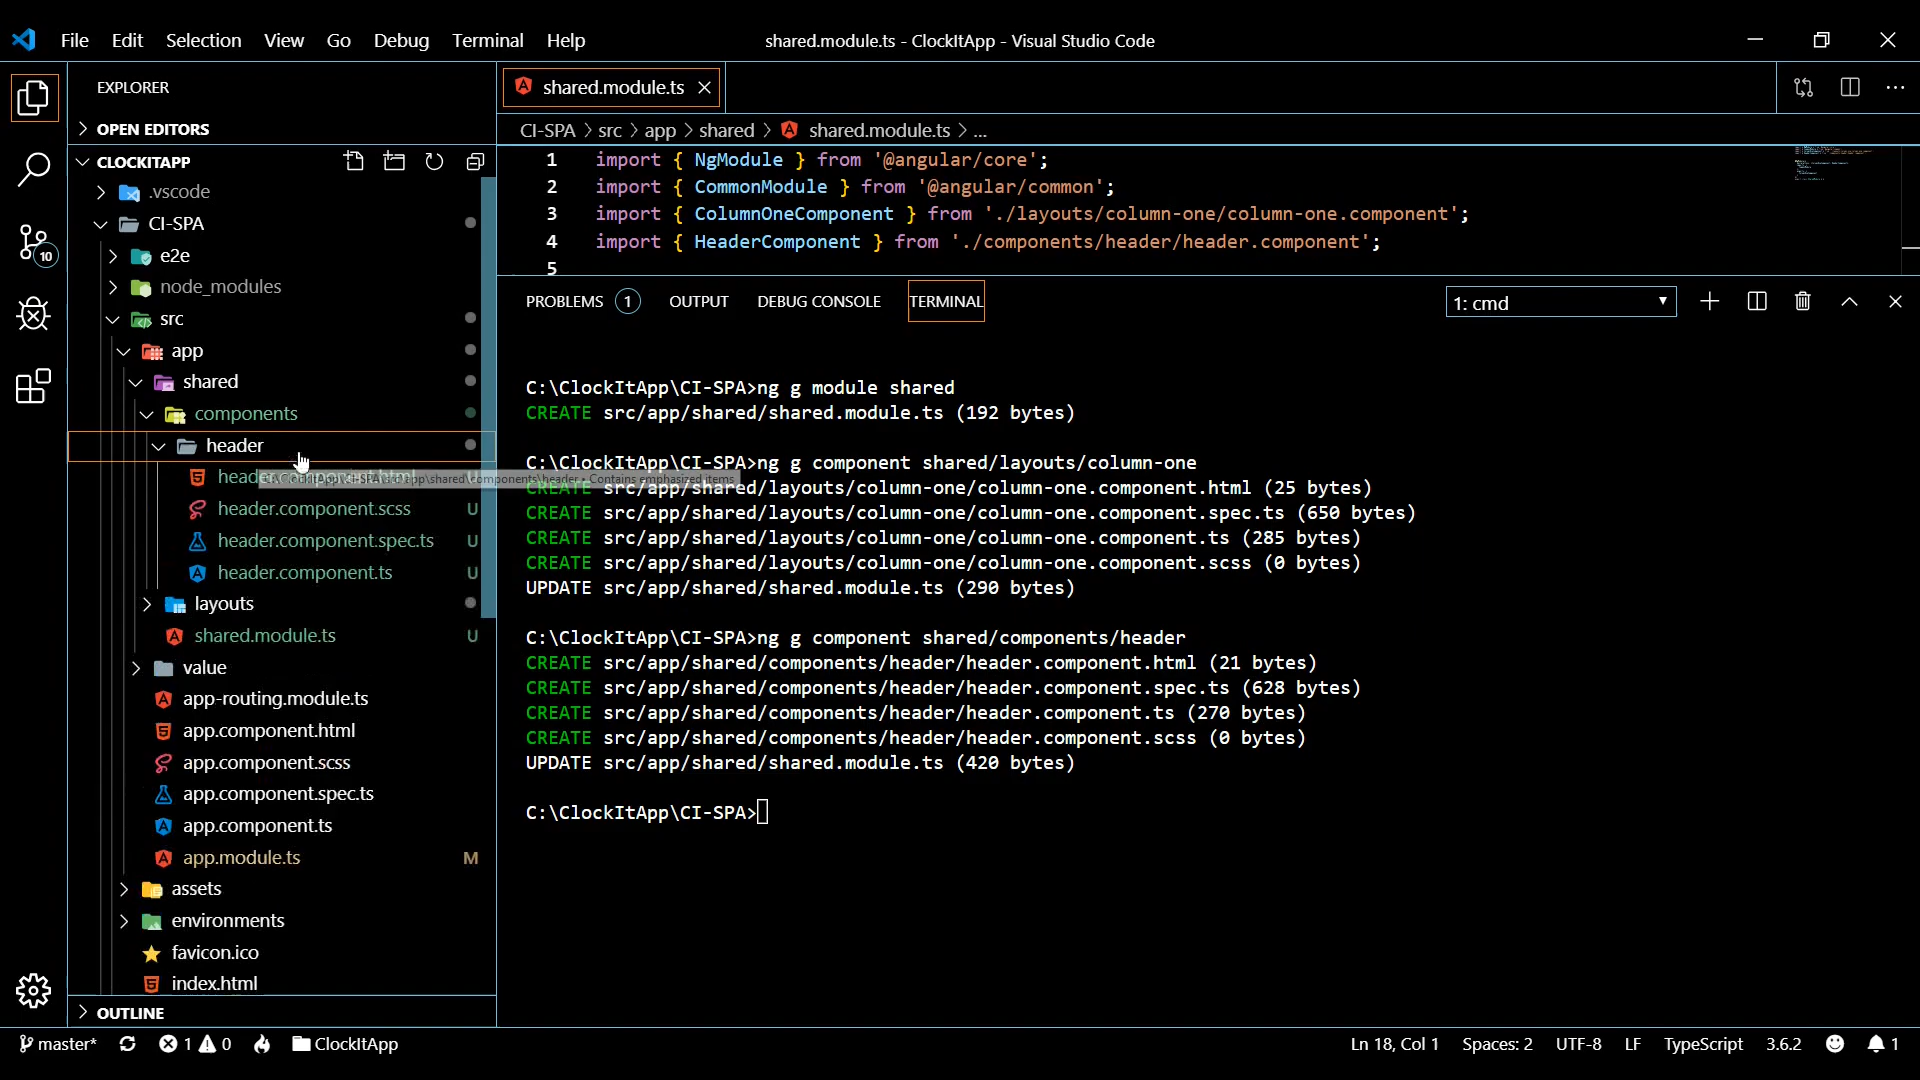 File Edit Selection View Go Debug Terminal Help
shared.module.ts - ClockItApp - Visual Studio Code
EXPLORER
OPEN EDITORS
CLOCKITAPP
.vscode
CI-SPA
e2e
node_modules
src
app
shared
components
header
header.component.html U
C:\ClockItApp\CI-SPA\src\app\shared\components\header • Contains emphasized items
header.component.scss U
header.component.spec.ts U
header.component.ts U
layouts
shared.module.ts U
value
app-routing.module.ts
app.component.html
app.component.scss
app.component.spec.ts
app.component.ts
app.module.ts M
assets
environments
favicon.ico
index.html
OUTLINE
10
shared.module.ts
CI-SPA > src > app > shared > shared.module.ts > ...
1 import { NgModule } from '@angular/core';
2 import { CommonModule } from '@angular/common';
3 import { ColumnOneComponent } from './layouts/column-one/column-one.component';
4 import { HeaderComponent } from './components/header/header.component';
5
PROBLEMS 1 OUTPUT DEBUG CONSOLE TERMINAL 1: cmd
C:\ClockItApp\CI-SPA>ng g module shared
CREATE src/app/shared/shared.module.ts (192 bytes)
C:\ClockItApp\CI-SPA>ng g component shared/layouts/column-one
CREATE src/app/shared/layouts/column-one/column-one.component.html (25 bytes)
CREATE src/app/shared/layouts/column-one/column-one.component.spec.ts (650 bytes)
CREATE src/app/shared/layouts/column-one/column-one.component.ts (285 bytes)
CREATE src/app/shared/layouts/column-one/column-one.component.scss (0 bytes)
UPDATE src/app/shared/shared.module.ts (290 bytes)
C:\ClockItApp\CI-SPA>ng g component shared/components/header
CREATE src/app/shared/components/header/header.component.html (21 bytes)
CREATE src/app/shared/components/header/header.component.spec.ts (628 bytes)
CREATE src/app/shared/components/header/header.component.ts (270 bytes)
CREATE src/app/shared/components/header/header.component.scss (0 bytes)
UPDATE src/app/shared/shared.module.ts (420 bytes)
C:\ClockItApp\CI-SPA>
master* 1 0 ClockItApp Ln 18, Col 1 Spaces: 2 UTF-8 LF TypeScript 3.6.2 1